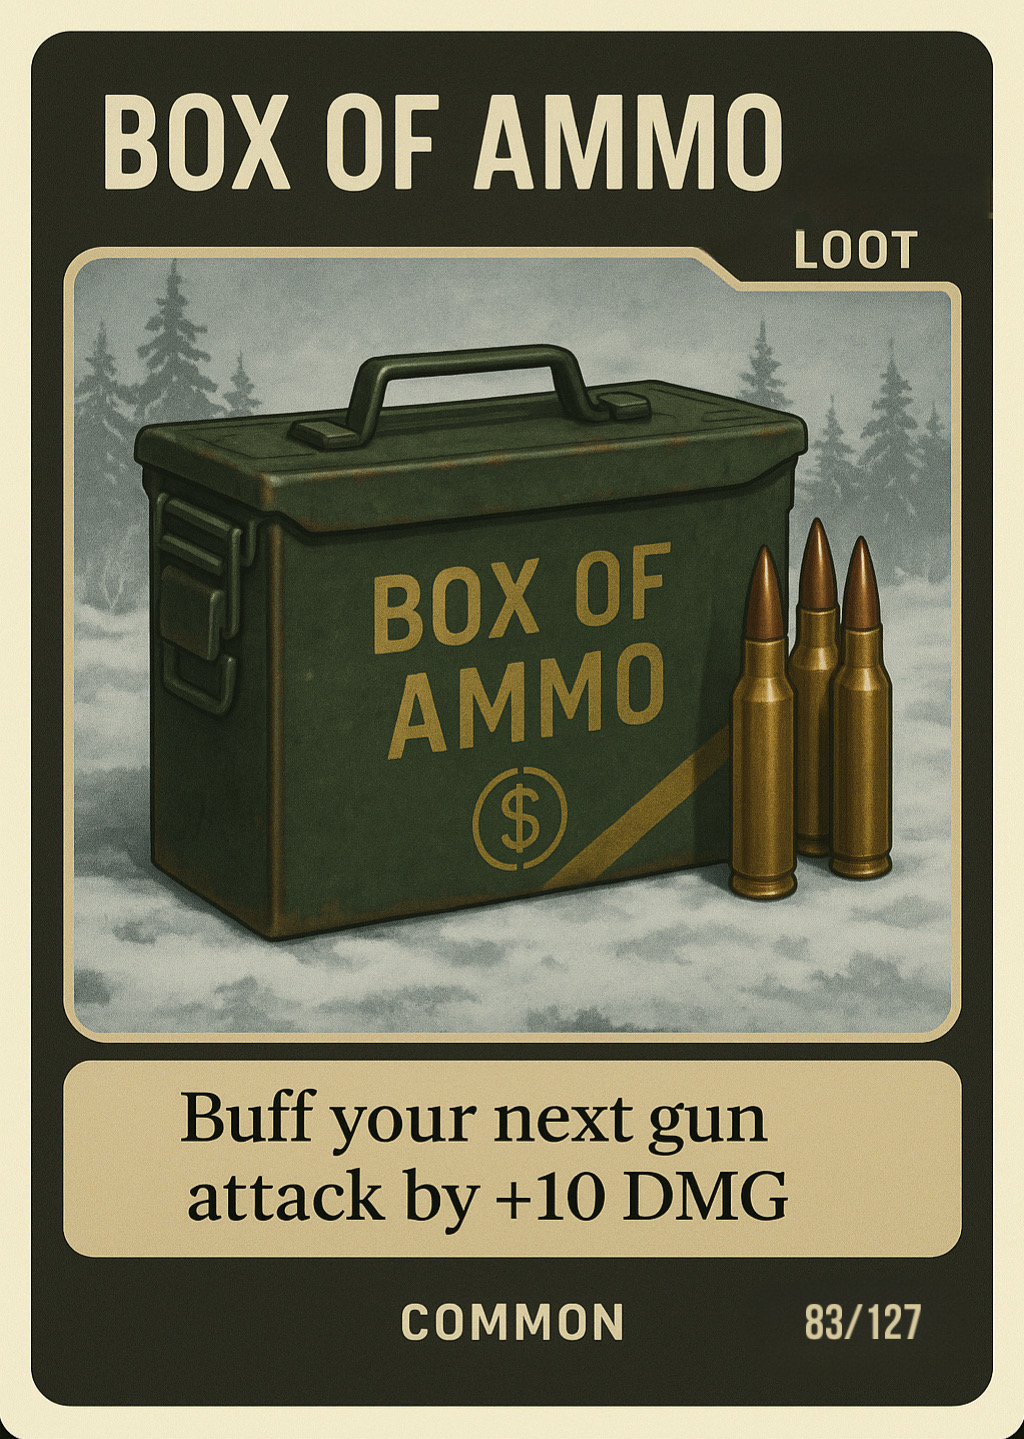 BOX OF AMMO
LOOT
BOX OF
AMMO
$
Buff your next gun
attack by +10 DMG
COMMON
83/127